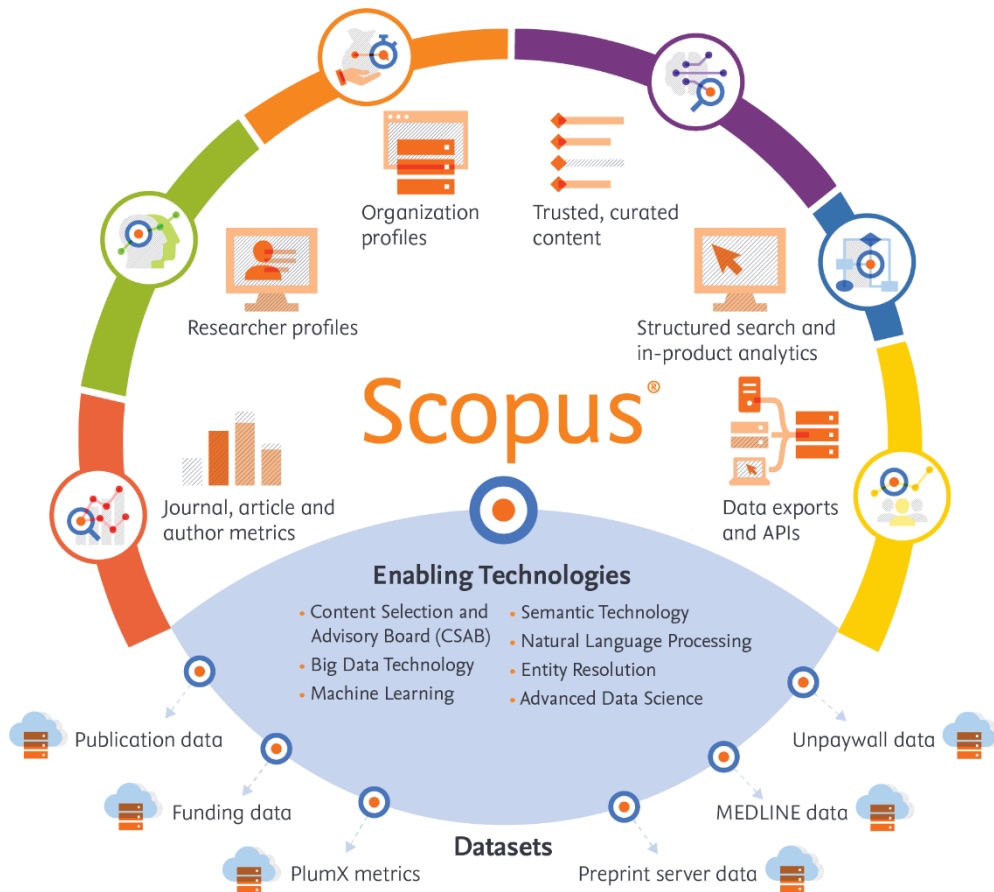 Organization
profiles
Trusted, curated
content
Researcher profiles
Structured search and
in-product analytics
Scopus®
Journal, article and
author metrics
Data exports
and APIs
Enabling Technologies
• Content Selection and
Advisory Board (CSAB)
• Big Data Technology
• Machine Learning
• Semantic Technology
• Natural Language Processing
• Entity Resolution
• Advanced Data Science
Publication data
Unpaywall data
Funding data
MEDLINE data
Datasets
PlumX metrics
Preprint server data